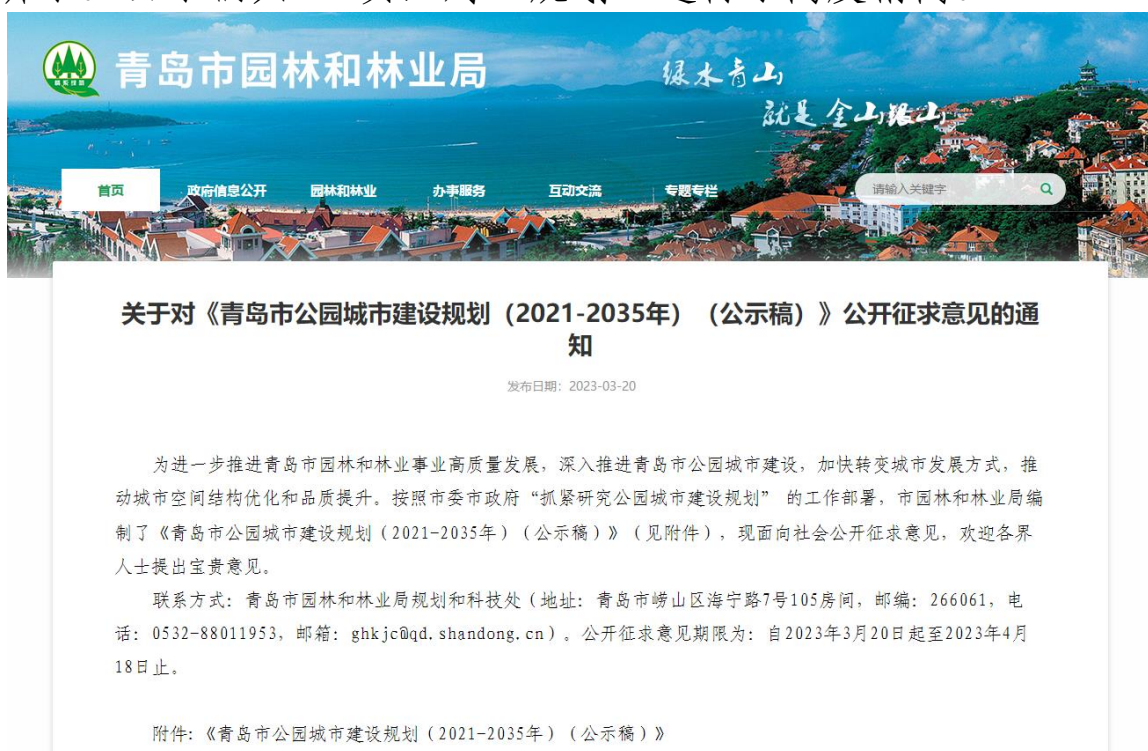 青岛市园林和林业局
绿水青山
就是金山银山
首页 政府信息公开 园林和林业 办事服务 互动交流 专题专栏 请输入关键字
关于对《青岛市公园城市建设规划（2021-2035年）（公示稿）》公开征求意见的通
知
发布日期：2023-03-20
为进一步推进青岛市园林和林业事业高质量发展，深入推进青岛市公园城市建设，加快转变城市发展方式，推
动城市空间结构优化和品质提升。按照市委市政府“抓紧研究公园城市建设规划” 的工作部署，市园林和林业局编
制了《青岛市公园城市建设规划（2021-2035年）（公示稿）》（见附件），现面向社会公开征求意见，欢迎各界
人士提出宝贵意见。
联系方式：青岛市园林和林业局规划和科技处（地址：青岛市崂山区海宁路7号105房间，邮编：266061，电
话：0532-88011953，邮箱：ghkjc@qd.shandong.cn）。公开征求意见期限为：自2023年3月20日起至2023年4月
18日止。
附件:《青岛市公园城市建设规划（2021-2035年）（公示稿）》